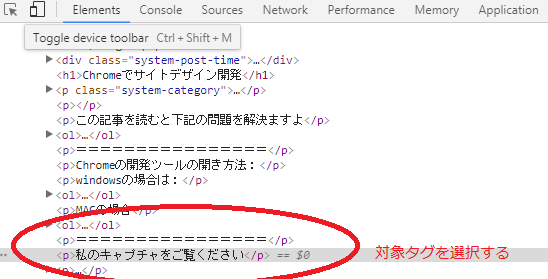 Elements Console Sources Network Performance Memory Application
Toggle device toolbar Ctrl + Shift + M
<div class="system-post-time">…</div>
<h1>Chromeでサイトデザイン開発</h1>
<p class="system-category">…</p>
<p></p>
<p>この記事を読むと下記の問題を解決ますよ</p>
<ol>…</ol>
<p>================</p>
<p>Chromeの開発ツールの開き方：</p>
<p>windowsの場合は：</p>
<ol>…</ol>
<p>MACの場合</p>
<ol>…</ol>
<p>================</p>
<p>私のキャプチャをご覧ください</p> == $0 対象タグを選択する
<p>…</p>